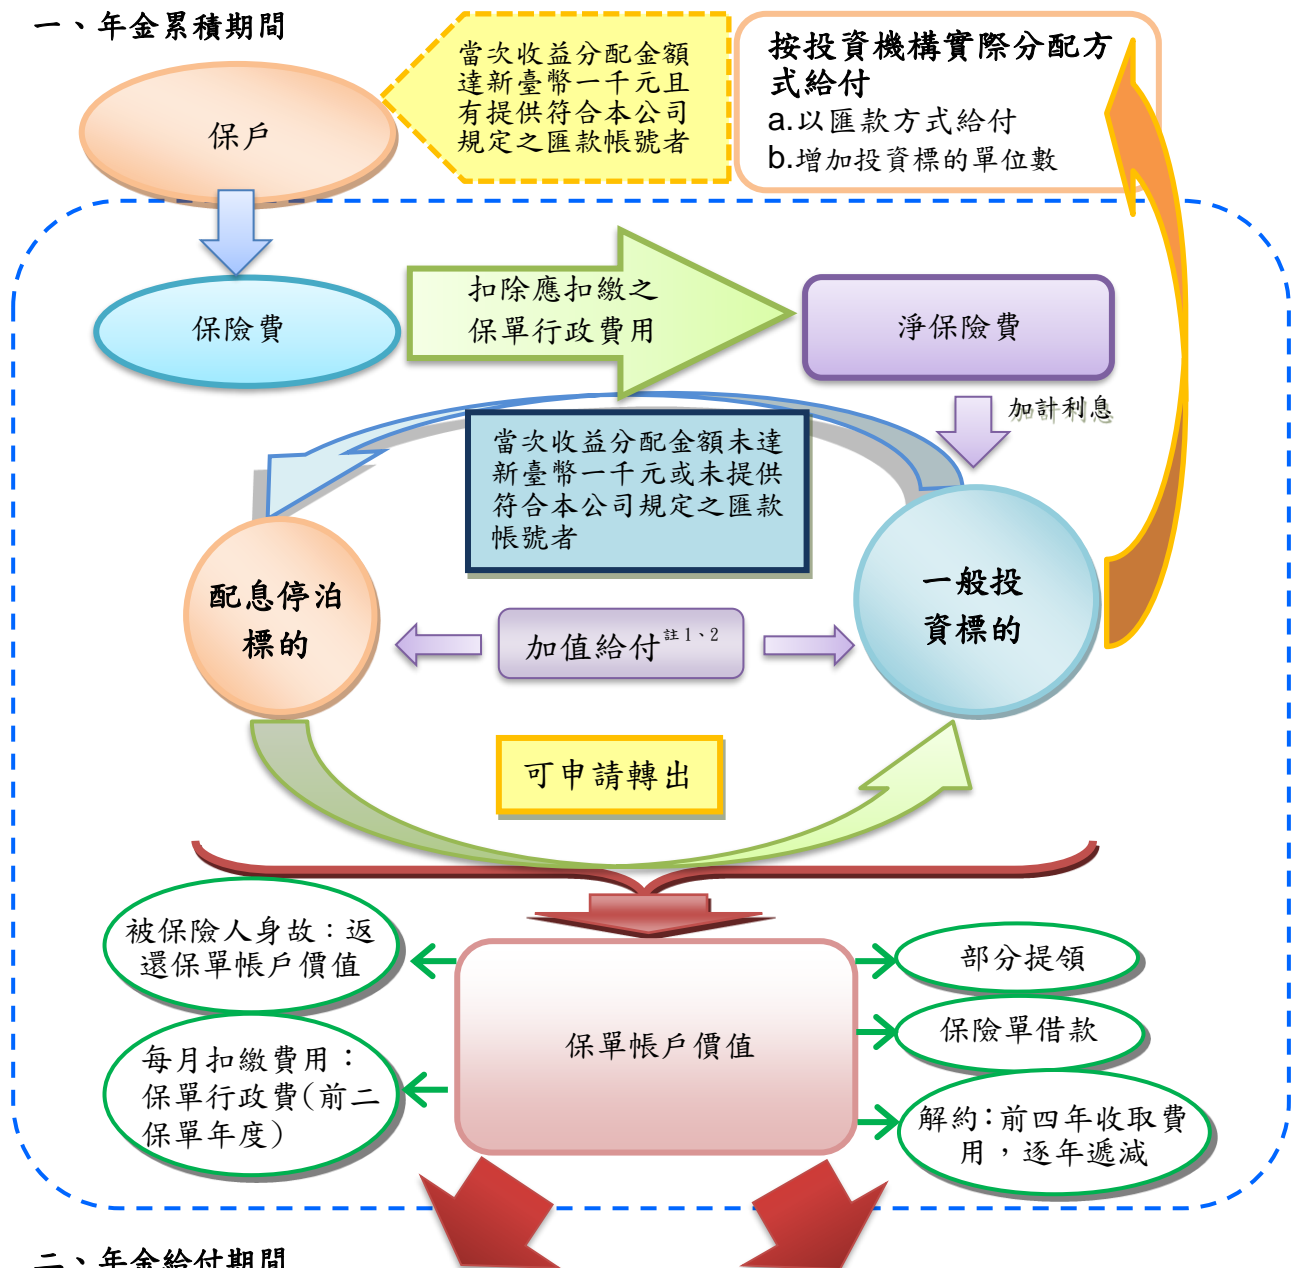 一、年金累積期間
保戶
當次收益分配金額
達新臺幣一千元且
有提供符合本公司
規定之匯款帳號者
按投資機構實際分配方
式給付
a.以匯款方式給付
b.增加投資標的單位數
保險費
扣除應扣繳之
保單行政費用
淨保險費
加計利息
當次收益分配金額未達
新臺幣一千元或未提供
符合本公司規定之匯款
帳號者
配息停泊
標的
一般投
資標的
加值給付註1、2
可申請轉出
被保險人身故：返
還保單帳戶價值
每月扣繳費用：
保單行政費(前二
保單年度)
保單帳戶價值
部分提領
保險單借款
解約：前四年收取費
用，逐年遞減
二、年金給付期間